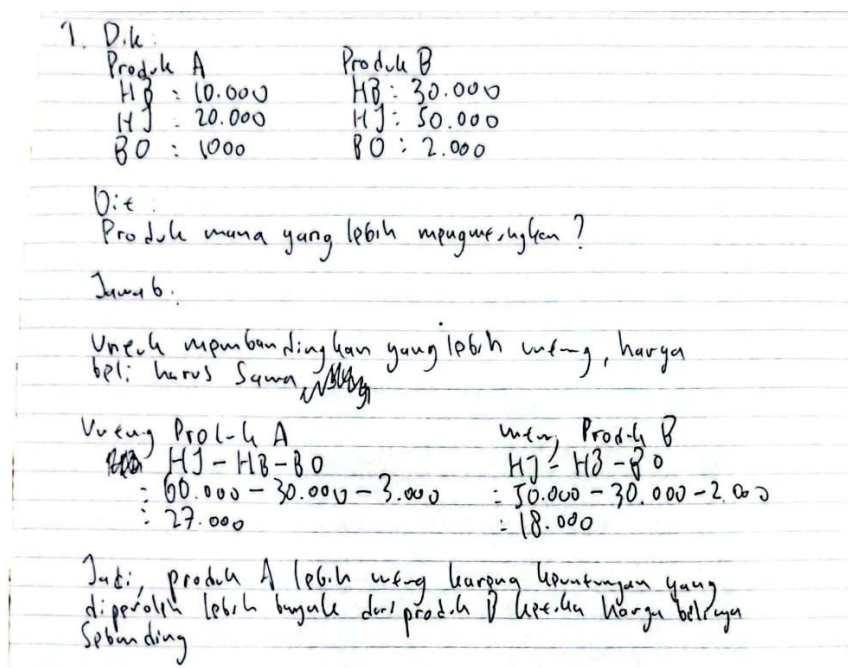 1. Dik :
Produk A Produk B
HB : 10.000 HB : 30.000
HJ : 20.000 HJ : 50.000
BO : 1000 BO : 2.000
Dit :
Produk mana yang lebih menguntungkan ?
Jawab :
Untuk membandingkan yang lebih untung, harga
beli harus sama
Untung Produk A Untung Produk B
HJ - HB - BO HJ - HB - BO
= 60.000 - 30.000 - 3.000 = 50.000 - 30.000 - 2.000
= 27.000 = 18.000
Jadi, produk A lebih untung karena keuntungan yang
diperoleh lebih banyak dari produk B ketika harga belinya
sebanding